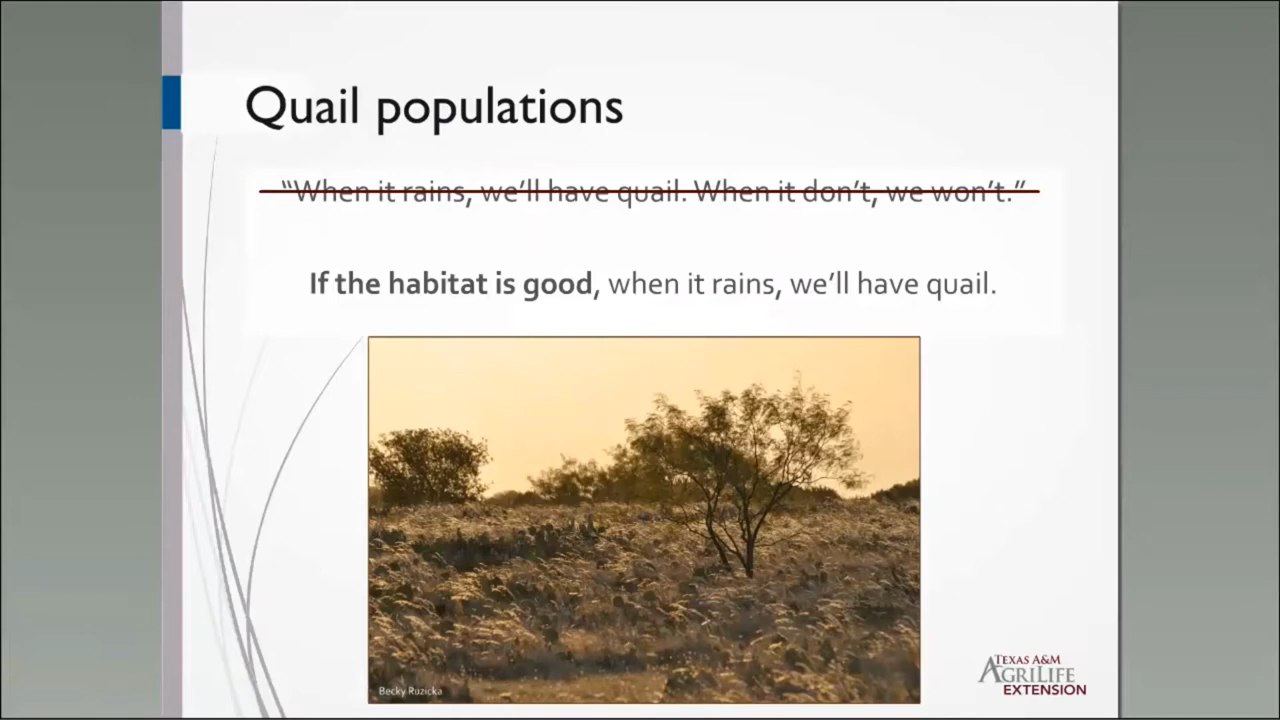 Quail populations
“When it rains, we’ll have quail. When it don’t, we won’t.”
If the habitat is good, when it rains, we’ll have quail.
Becky Ruzicka
TEXAS A&M
AGRILIFE
EXTENSION